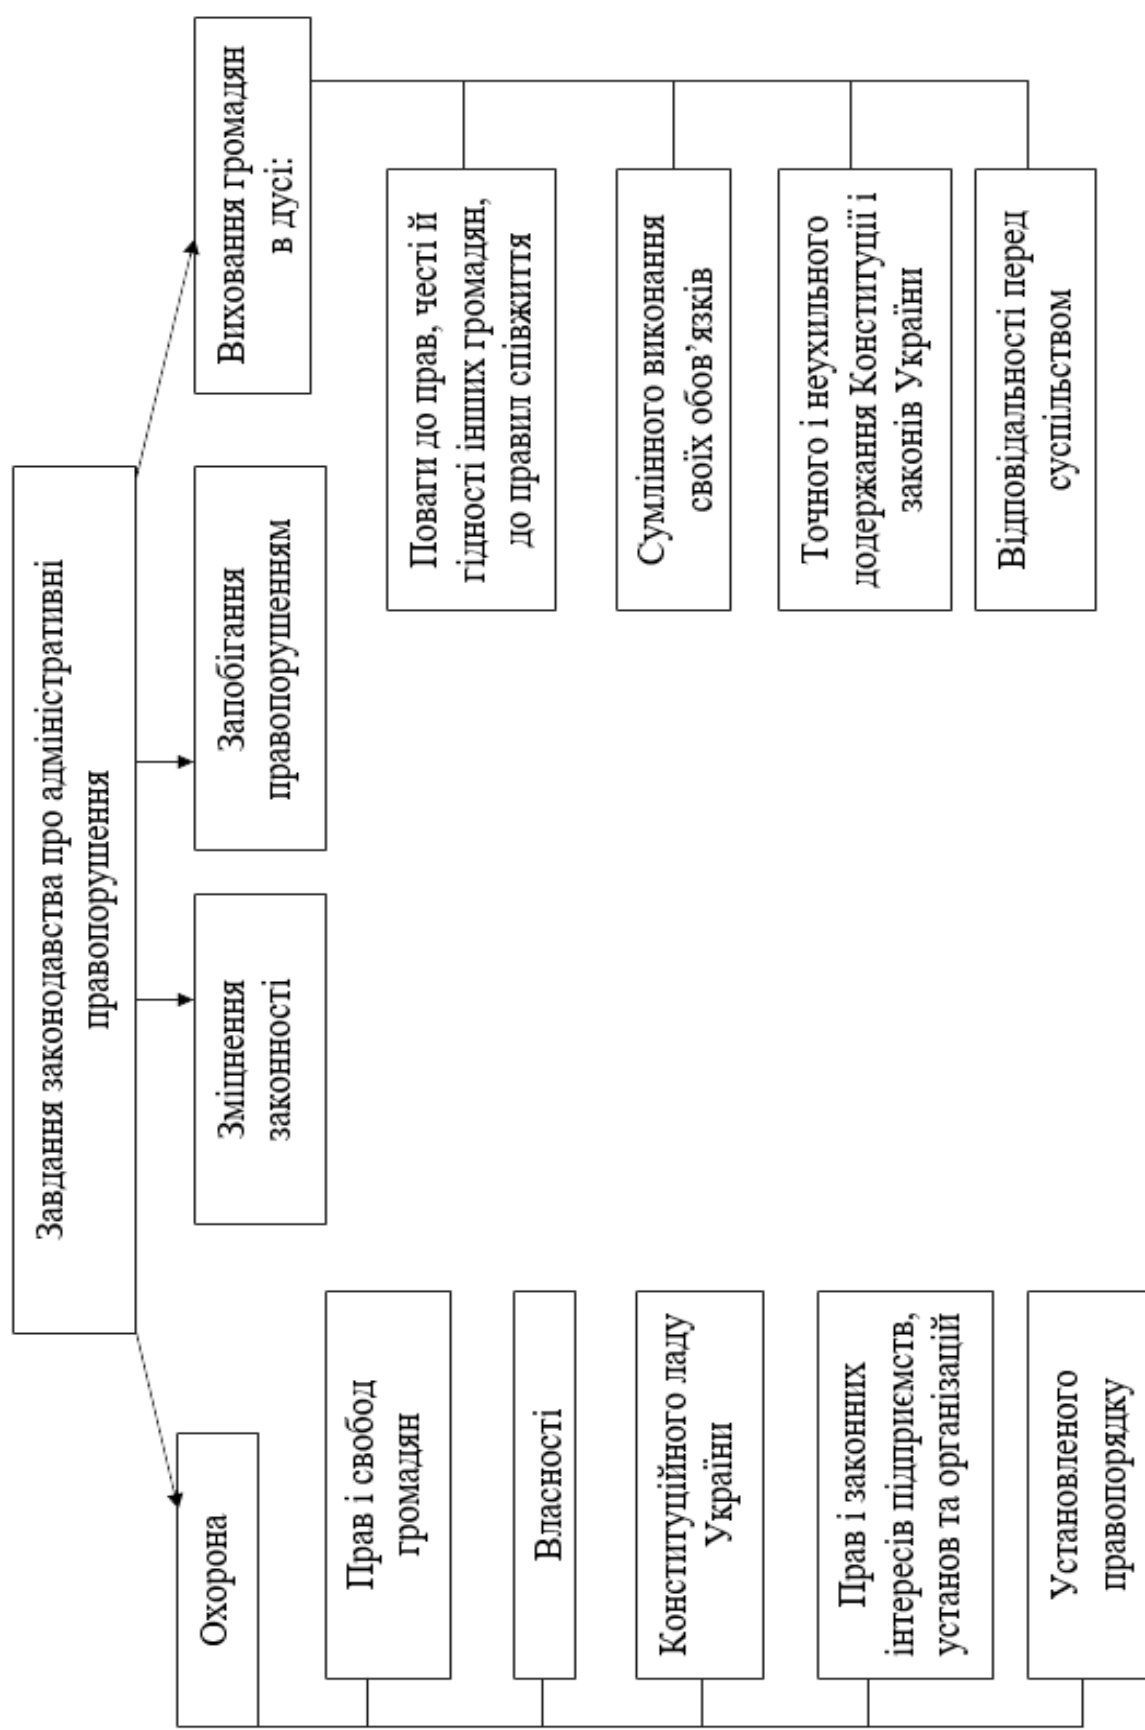 Завдання законодавства про адміністративні
правопорушення
Охорона
Прав і свобод
громадян
Власності
Конституційного ладу
України
Прав і законних
інтересів підприємств,
установ та організацій
Установленого
правопорядку
Зміцнення
законності
Запобігання
правопорушенням
Виховання громадян
в дусі:
Поваги до прав, честі й
гідності інших громадян,
до правил співжиття
Сумлінного виконання
своїх обов’язків
Точного і неухильного
додержання Конституції і
законів України
Відповідальності перед
суспільством